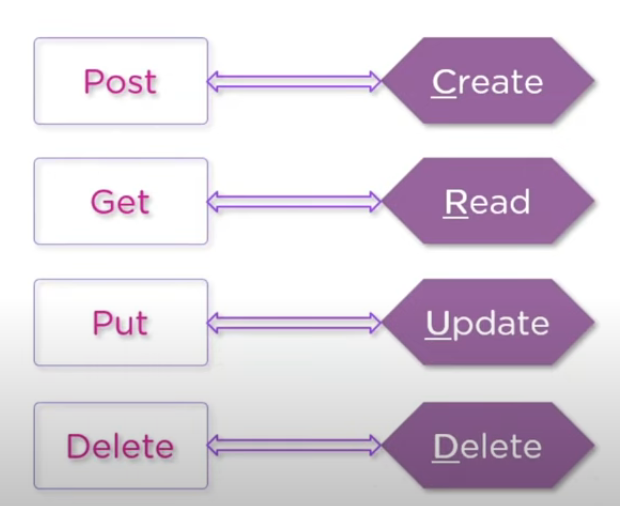 Post
Create
Get
Read
Put
Update
Delete
Delete